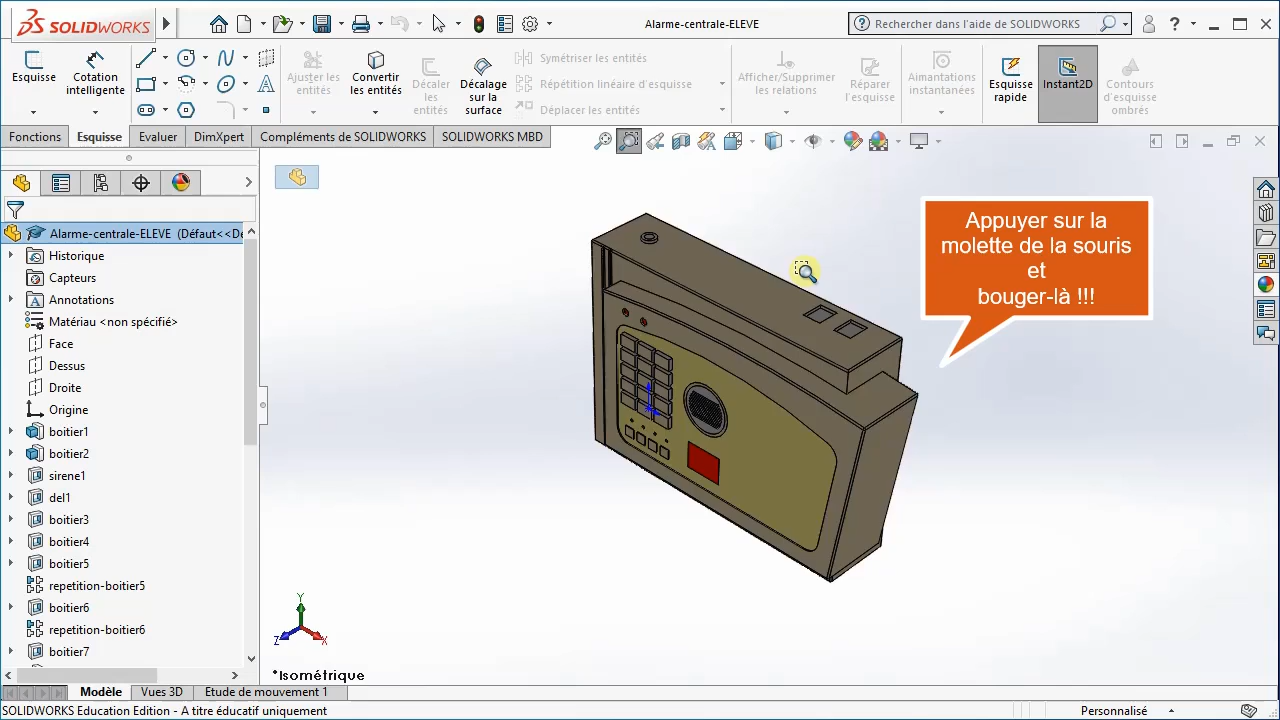 SOLIDWORKS
Alarme-centrale-ELEVE
Rechercher dans l'aide de SOLIDWORKS
Esquisse
Cotation intelligente
Ajuster les entités
Convertir les entités
Décaler les entités
Décalage sur la surface
Symétriser les entités
Répétition linéaire d'esquisse
Déplacer les entités
Afficher/Supprimer les relations
Réparer l'esquisse
Aimantations instantanées
Esquisse rapide
Instant2D
Contours d'esquisse ombrés
Fonctions
Esquisse
Evaluer
DimXpert
Compléments de SOLIDWORKS
SOLIDWORKS MBD
Alarme-centrale-ELEVE (Défaut<<De
Historique
Capteurs
Annotations
Matériau <non spécifié>
Face
Dessus
Droite
Origine
boitier1
boitier2
sirene1
del1
boitier3
boitier4
boitier5
repetition-boitier5
boitier6
repetition-boitier6
boitier7
Appuyer sur la
molette de la souris
et
bouger-là !!!
Y
Z
X
*Isométrique
Modèle
Vues 3D
Etude de mouvement 1
SOLIDWORKS Education Edition - A titre éducatif uniquement
Personnalisé